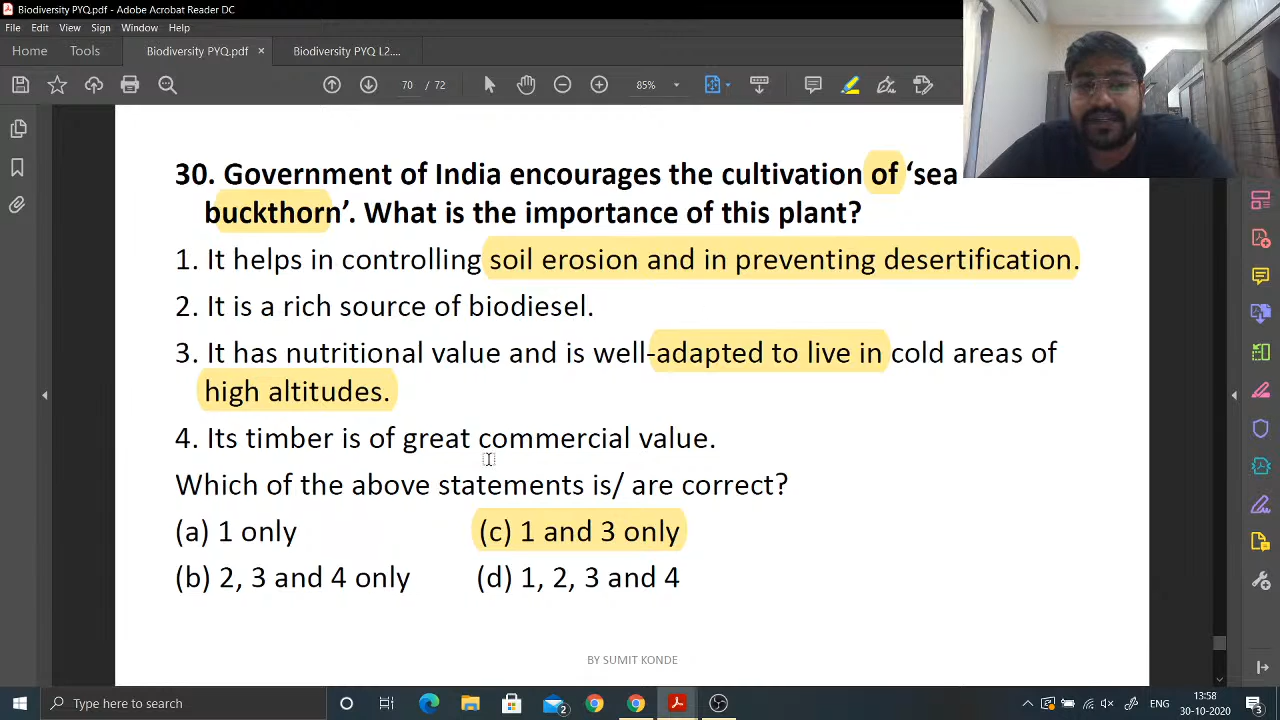 Biodiversity PYQ.pdf - Adobe Acrobat Reader DC
File Edit View Sign Window Help
Home Tools Biodiversity PYQ.pdf × Biodiversity PYQ L2....
70 / 72 85%
30. Government of India encourages the cultivation of ‘sea
buckthorn’. What is the importance of this plant?
1. It helps in controlling soil erosion and in preventing desertification.
2. It is a rich source of biodiesel.
3. It has nutritional value and is well-adapted to live in cold areas of
high altitudes.
4. Its timber is of great commercial value.
Which of the above statements is/ are correct?
(a) 1 only (c) 1 and 3 only
(b) 2, 3 and 4 only (d) 1, 2, 3 and 4
BY SUMIT KONDE
Type here to search
2
ENG
13:58
30-10-2020
3